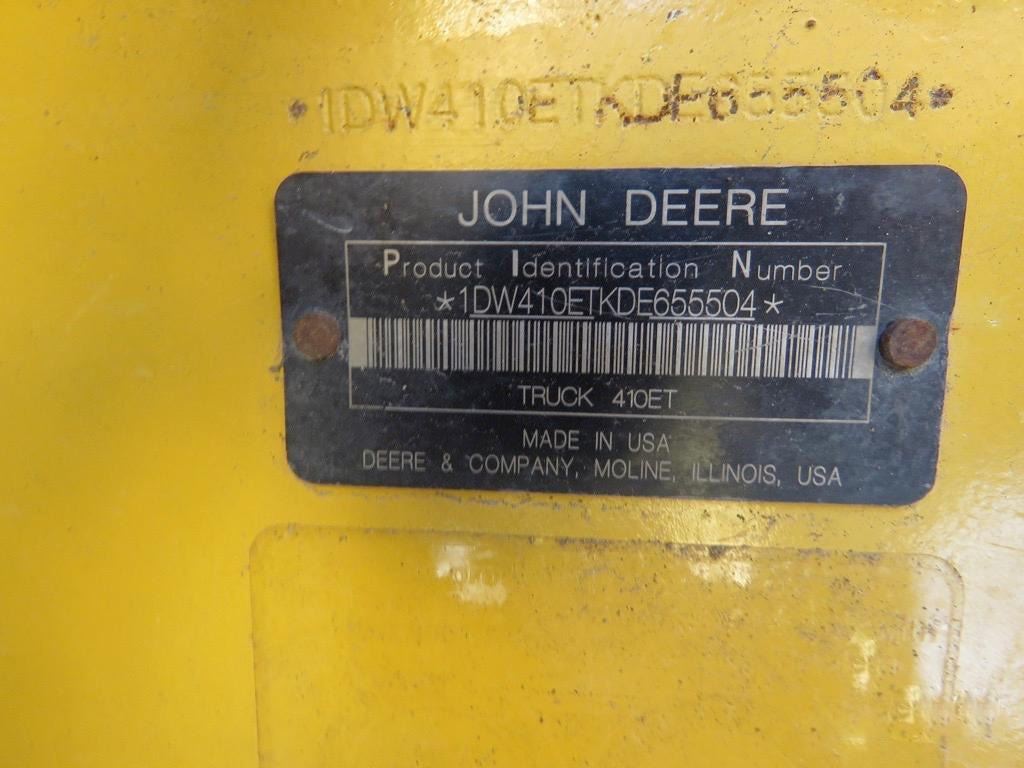 *1DW410ETKDE655504*
JOHN DEERE
Product Identification Number
*1DW410ETKDE655504*
TRUCK 410ET
MADE IN USA
DEERE & COMPANY, MOLINE, ILLINOIS, USA